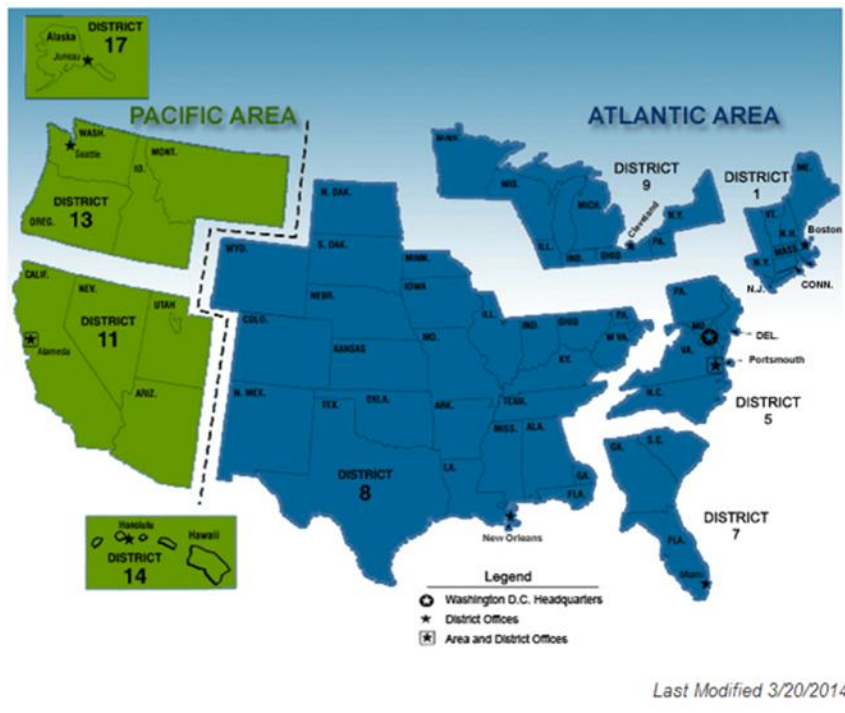 DISTRICT
17
Alaska
Juneau
PACIFIC AREA
ATLANTIC AREA
WASH.
Seattle
MONT.
ID.
DISTRICT
13
OREG.
CALIF.
NEV.
UTAH
DISTRICT
11
Alameda
ARIZ.
Honolulu
Hawaii
DISTRICT
14
N. DAK.
S. DAK.
WYO.
NEBR.
COLO.
KANSAS
N. MEX.
TEX.
OKLA.
MINN.
IOWA
MO.
ARK.
LA.
ILL.
IND.
OHIO
PA.
W VA.
KY.
TENN.
MISS.
ALA.
GA.
FLA.
DISTRICT
8
New Orleans
MINN.
WIS.
MICH.
ILL.
IND.
OHIO
Cleveland
PA.
N.Y.
DISTRICT
9
DISTRICT
1
ME.
VT.
N.H.
MASS.
Boston
N.Y.
N.J.
CONN.
PA.
MD.
DEL.
VA.
Portsmouth
N.C.
DISTRICT
5
GA.
S.C.
FLA.
Miami
DISTRICT
7
Legend
Washington D.C. Headquarters
District Offices
Area and District Offices
Last Modified 3/20/2014